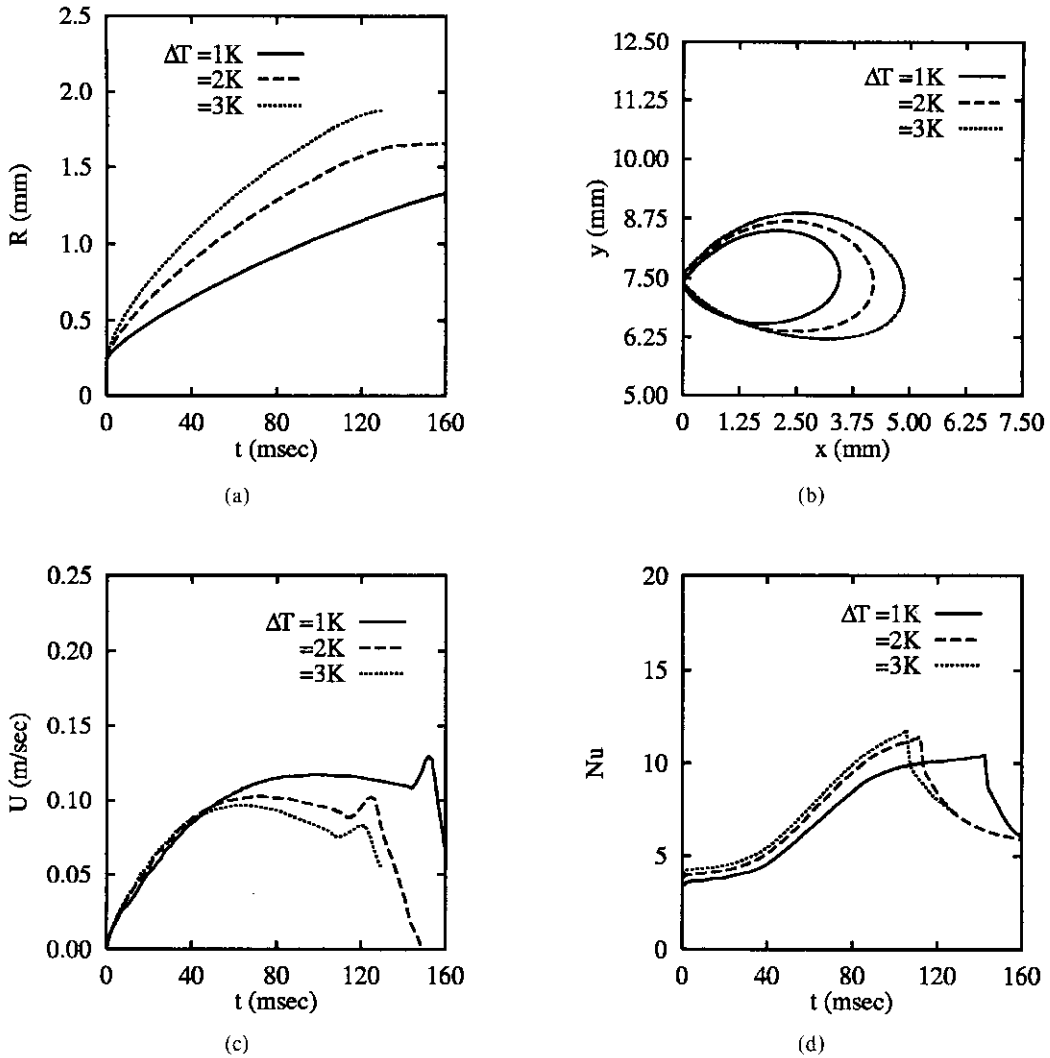 2.5
2.0
1.5
1.0
0.5
0
R (mm)
ΔT =1K
=2K
=3K
0 40 80 120 160
t (msec)
(a)
12.50
11.25
10.00
8.75
7.50
6.25
5.00
y (mm)
ΔT =1K
=2K
=3K
0 1.25 2.50 3.75 5.00 6.25 7.50
x (mm)
(b)
0.25
0.20
0.15
0.10
0.05
0.00
U (m/sec)
ΔT =1K
=2K
=3K
0 40 80 120 160
t (msec)
(c)
20
15
10
5
0
Nu
ΔT =1K
=2K
=3K
0 40 80 120 160
t (msec)
(d)